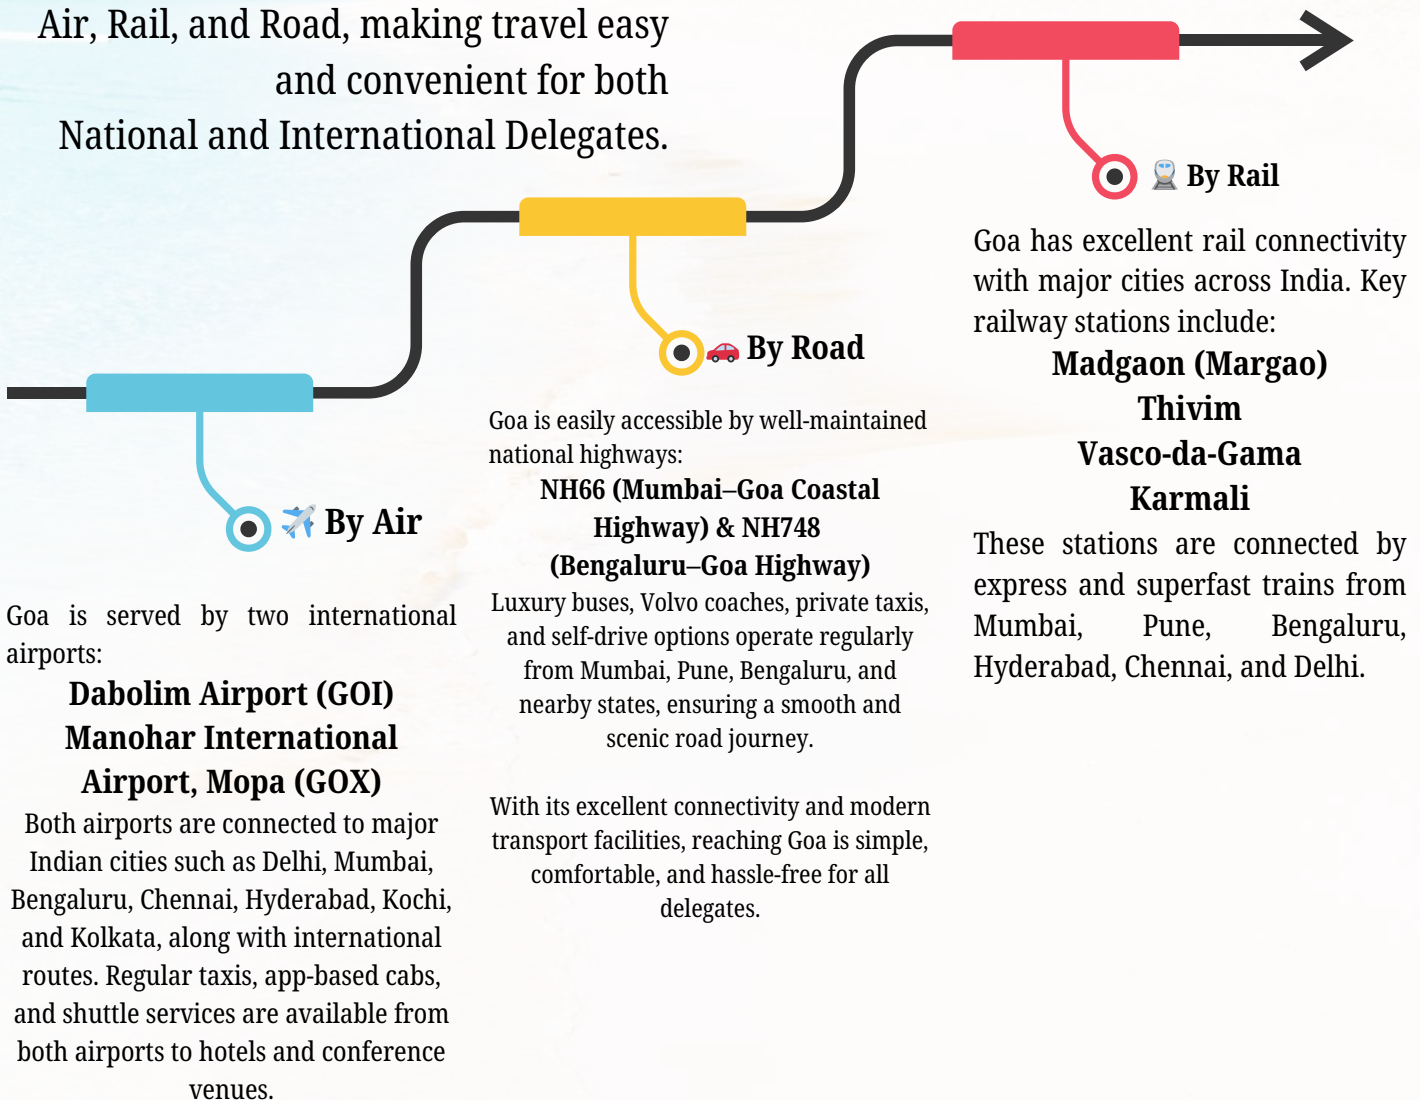 Air, Rail, and Road, making travel easy
and convenient for both
National and International Delegates.
By Air
Goa is served by two international
airports:
Dabolim Airport (GOI)
Manohar International
Airport, Mopa (GOX)
Both airports are connected to major
Indian cities such as Delhi, Mumbai,
Bengaluru, Chennai, Hyderabad, Kochi,
and Kolkata, along with international
routes. Regular taxis, app-based cabs,
and shuttle services are available from
both airports to hotels and conference
venues.
By Road
Goa is easily accessible by well-maintained
national highways:
NH66 (Mumbai–Goa Coastal
Highway) & NH748
(Bengaluru–Goa Highway)
Luxury buses, Volvo coaches, private taxis,
and self-drive options operate regularly
from Mumbai, Pune, Bengaluru, and
nearby states, ensuring a smooth and
scenic road journey.
With its excellent connectivity and modern
transport facilities, reaching Goa is simple,
comfortable, and hassle-free for all
delegates.
By Rail
Goa has excellent rail connectivity
with major cities across India. Key
railway stations include:
Madgaon (Margao)
Thivim
Vasco-da-Gama
Karmali
These stations are connected by
express and superfast trains from
Mumbai, Pune, Bengaluru,
Hyderabad, Chennai, and Delhi.